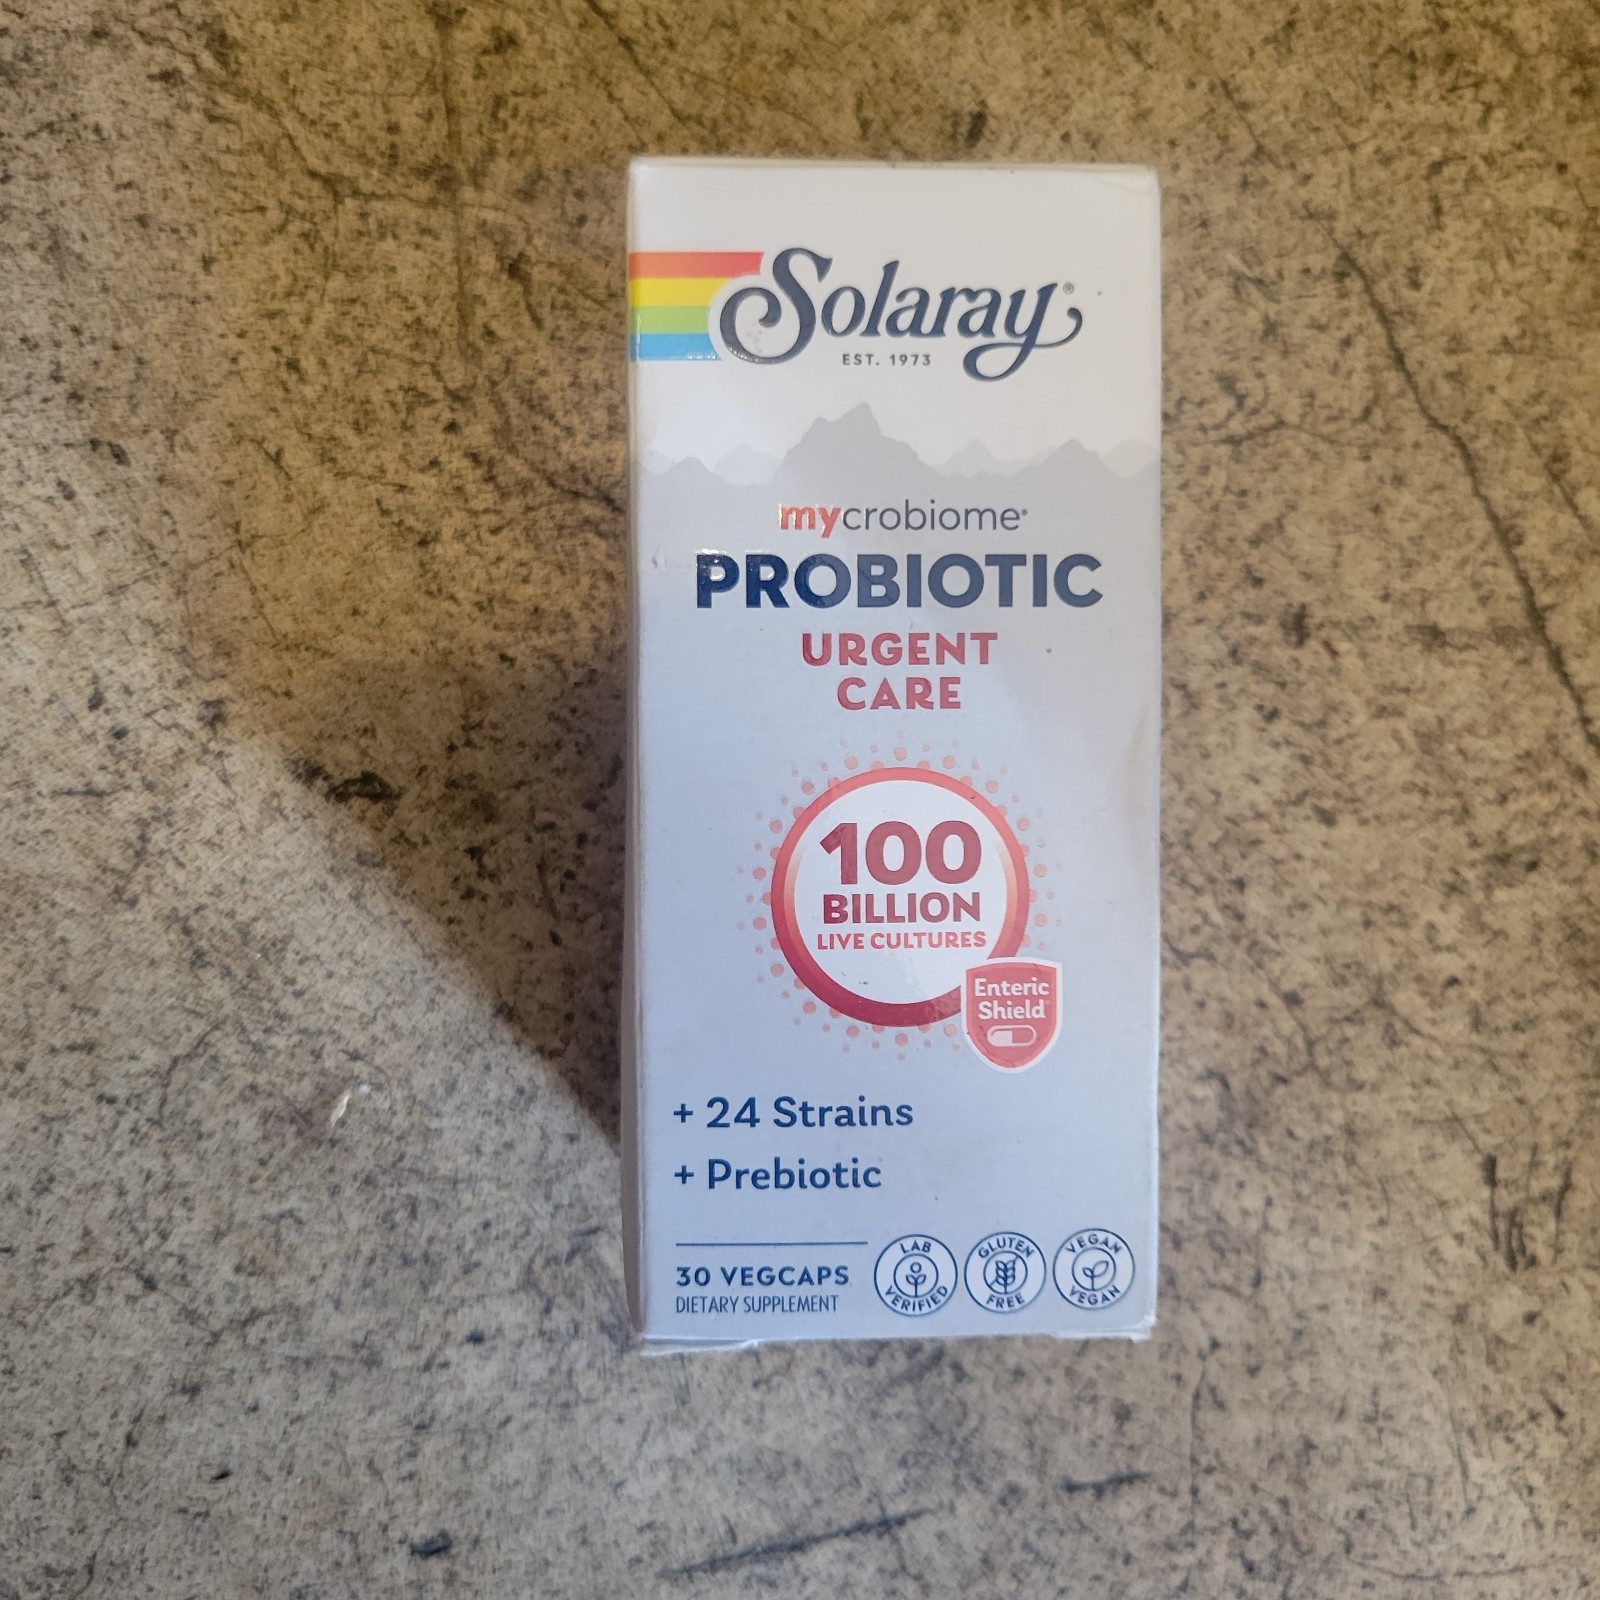 Solaray®
EST. 1973
mycrobiome®
PROBIOTIC
URGENT
CARE
100
BILLION
LIVE CULTURES
Enteric
Shield®
+ 24 Strains
+ Prebiotic
30 VEGCAPS
DIETARY SUPPLEMENT
LAB
VERIFIED
GLUTEN
FREE
VEGAN
VEGAN